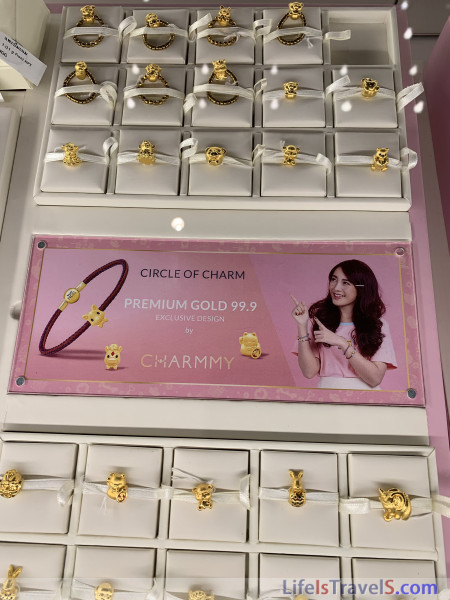 CIRCLE OF CHARM
PREMIUM GOLD 99.9
EXCLUSIVE DESIGN
by
CHARMMY
LifeIsTravelS.com